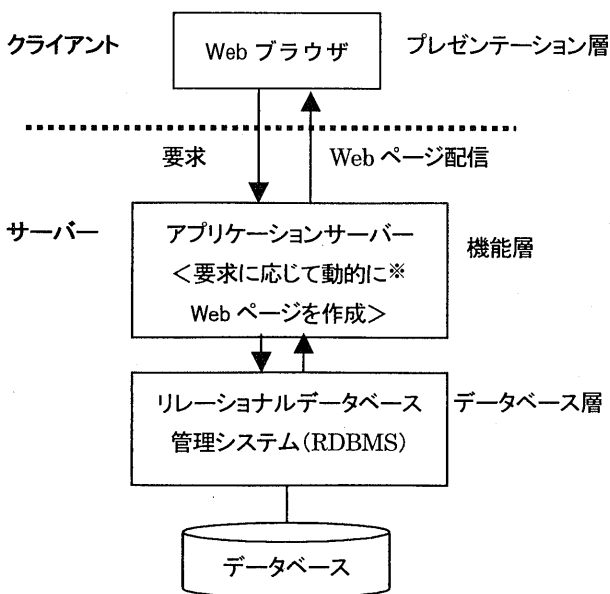 クライアント
Web ブラウザ
プレゼンテーション層
要求
Web ページ配信
サーバー
アプリケーションサーバー
<要求に応じて動的に※
Web ページを作成>
機能層
リレーショナルデータベース
管理システム(RDBMS)
データベース層
データベース